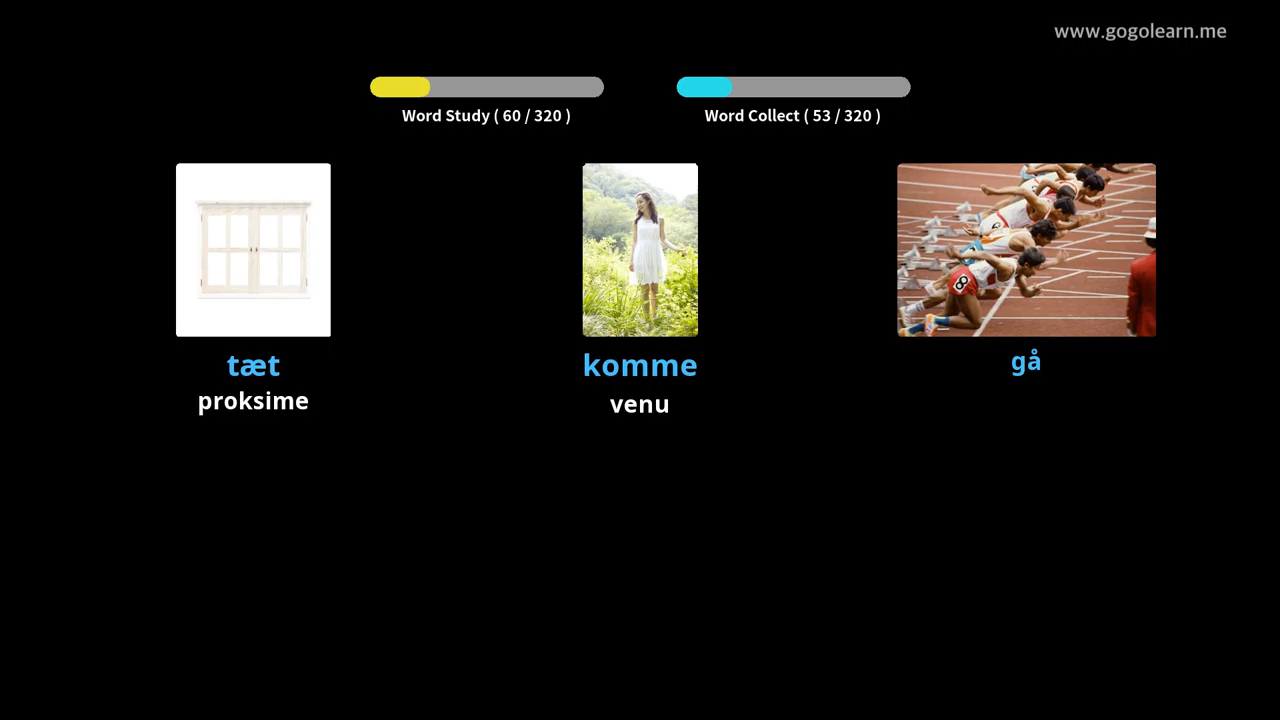 www.gogolearn.me
Word Study ( 60 / 320 )
Word Collect ( 53 / 320 )
tæt
proksime
komme
venu
gå